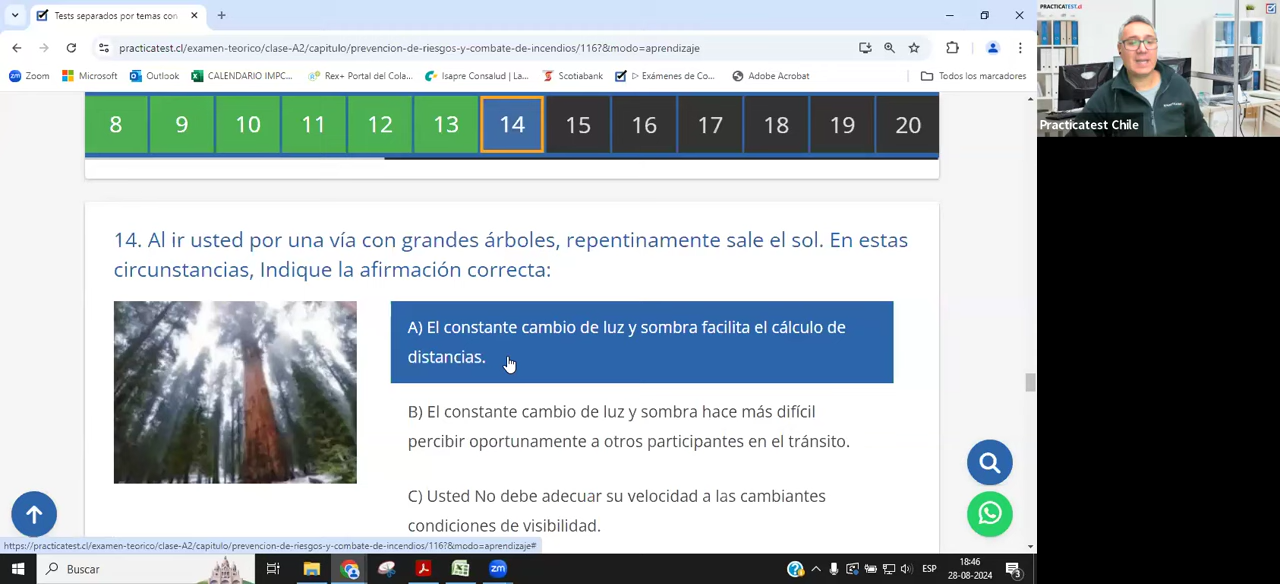 Tests separados por temas con
practicatest.cl/examen-teorico/clase-A2/capitulo/prevencion-de-riesgos-y-combate-de-incendios/116?&modo=aprendizaje
Zoom
Microsoft
Outlook
CALENDARIO IMPC...
Rex+ Portal del Cola...
Isapre Consalud | La...
Scotiabank
▷ Exámenes de Co...
Adobe Acrobat
Todos los marcadores
PRACTICATEST.cl
Practicatest Chile
8 9 10 11 12 13 14 15 16 17 18 19 20
14. Al ir usted por una vía con grandes árboles, repentinamente sale el sol. En estas
circunstancias, Indique la afirmación correcta:
A) El constante cambio de luz y sombra facilita el cálculo de
distancias.
B) El constante cambio de luz y sombra hace más difícil
percibir oportunamente a otros participantes en el tránsito.
C) Usted No debe adecuar su velocidad a las cambiantes
condiciones de visibilidad.
https://practicatest.cl/examen-teorico/clase-A2/capitulo/prevencion-de-riesgos-y-combate-de-incendios/116?&modo=aprendizaje#
Buscar
zm
ESP
18:46
28-08-2024
3